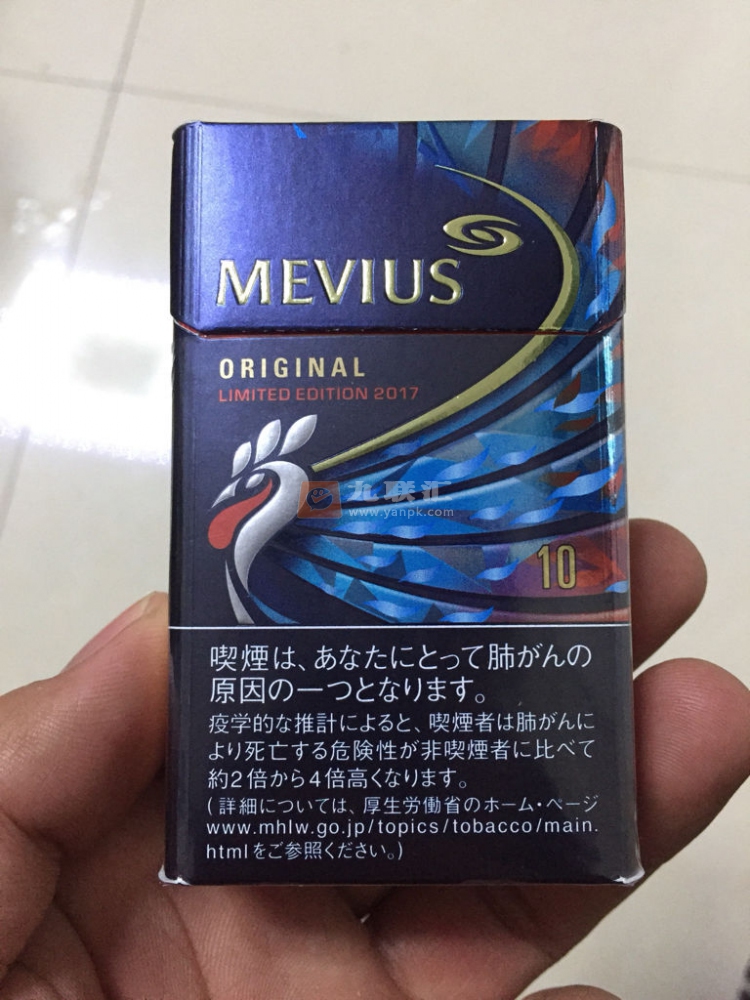 MEVIUS
ORIGINAL
LIMITED EDITION 2017
九联汇
www.yanpk.com
10
喫煙は、あなたにとって肺がんの
原因の一つとなります。
疫学的な推計によると、喫煙者は肺がんに
より死亡する危険性が非喫煙者に比べて
約2倍から4倍高くなります。
(詳細については、厚生労働省のホーム・ページ
www.mhlw.go.jp/topics/tobacco/main.
htmlをご参照ください。)